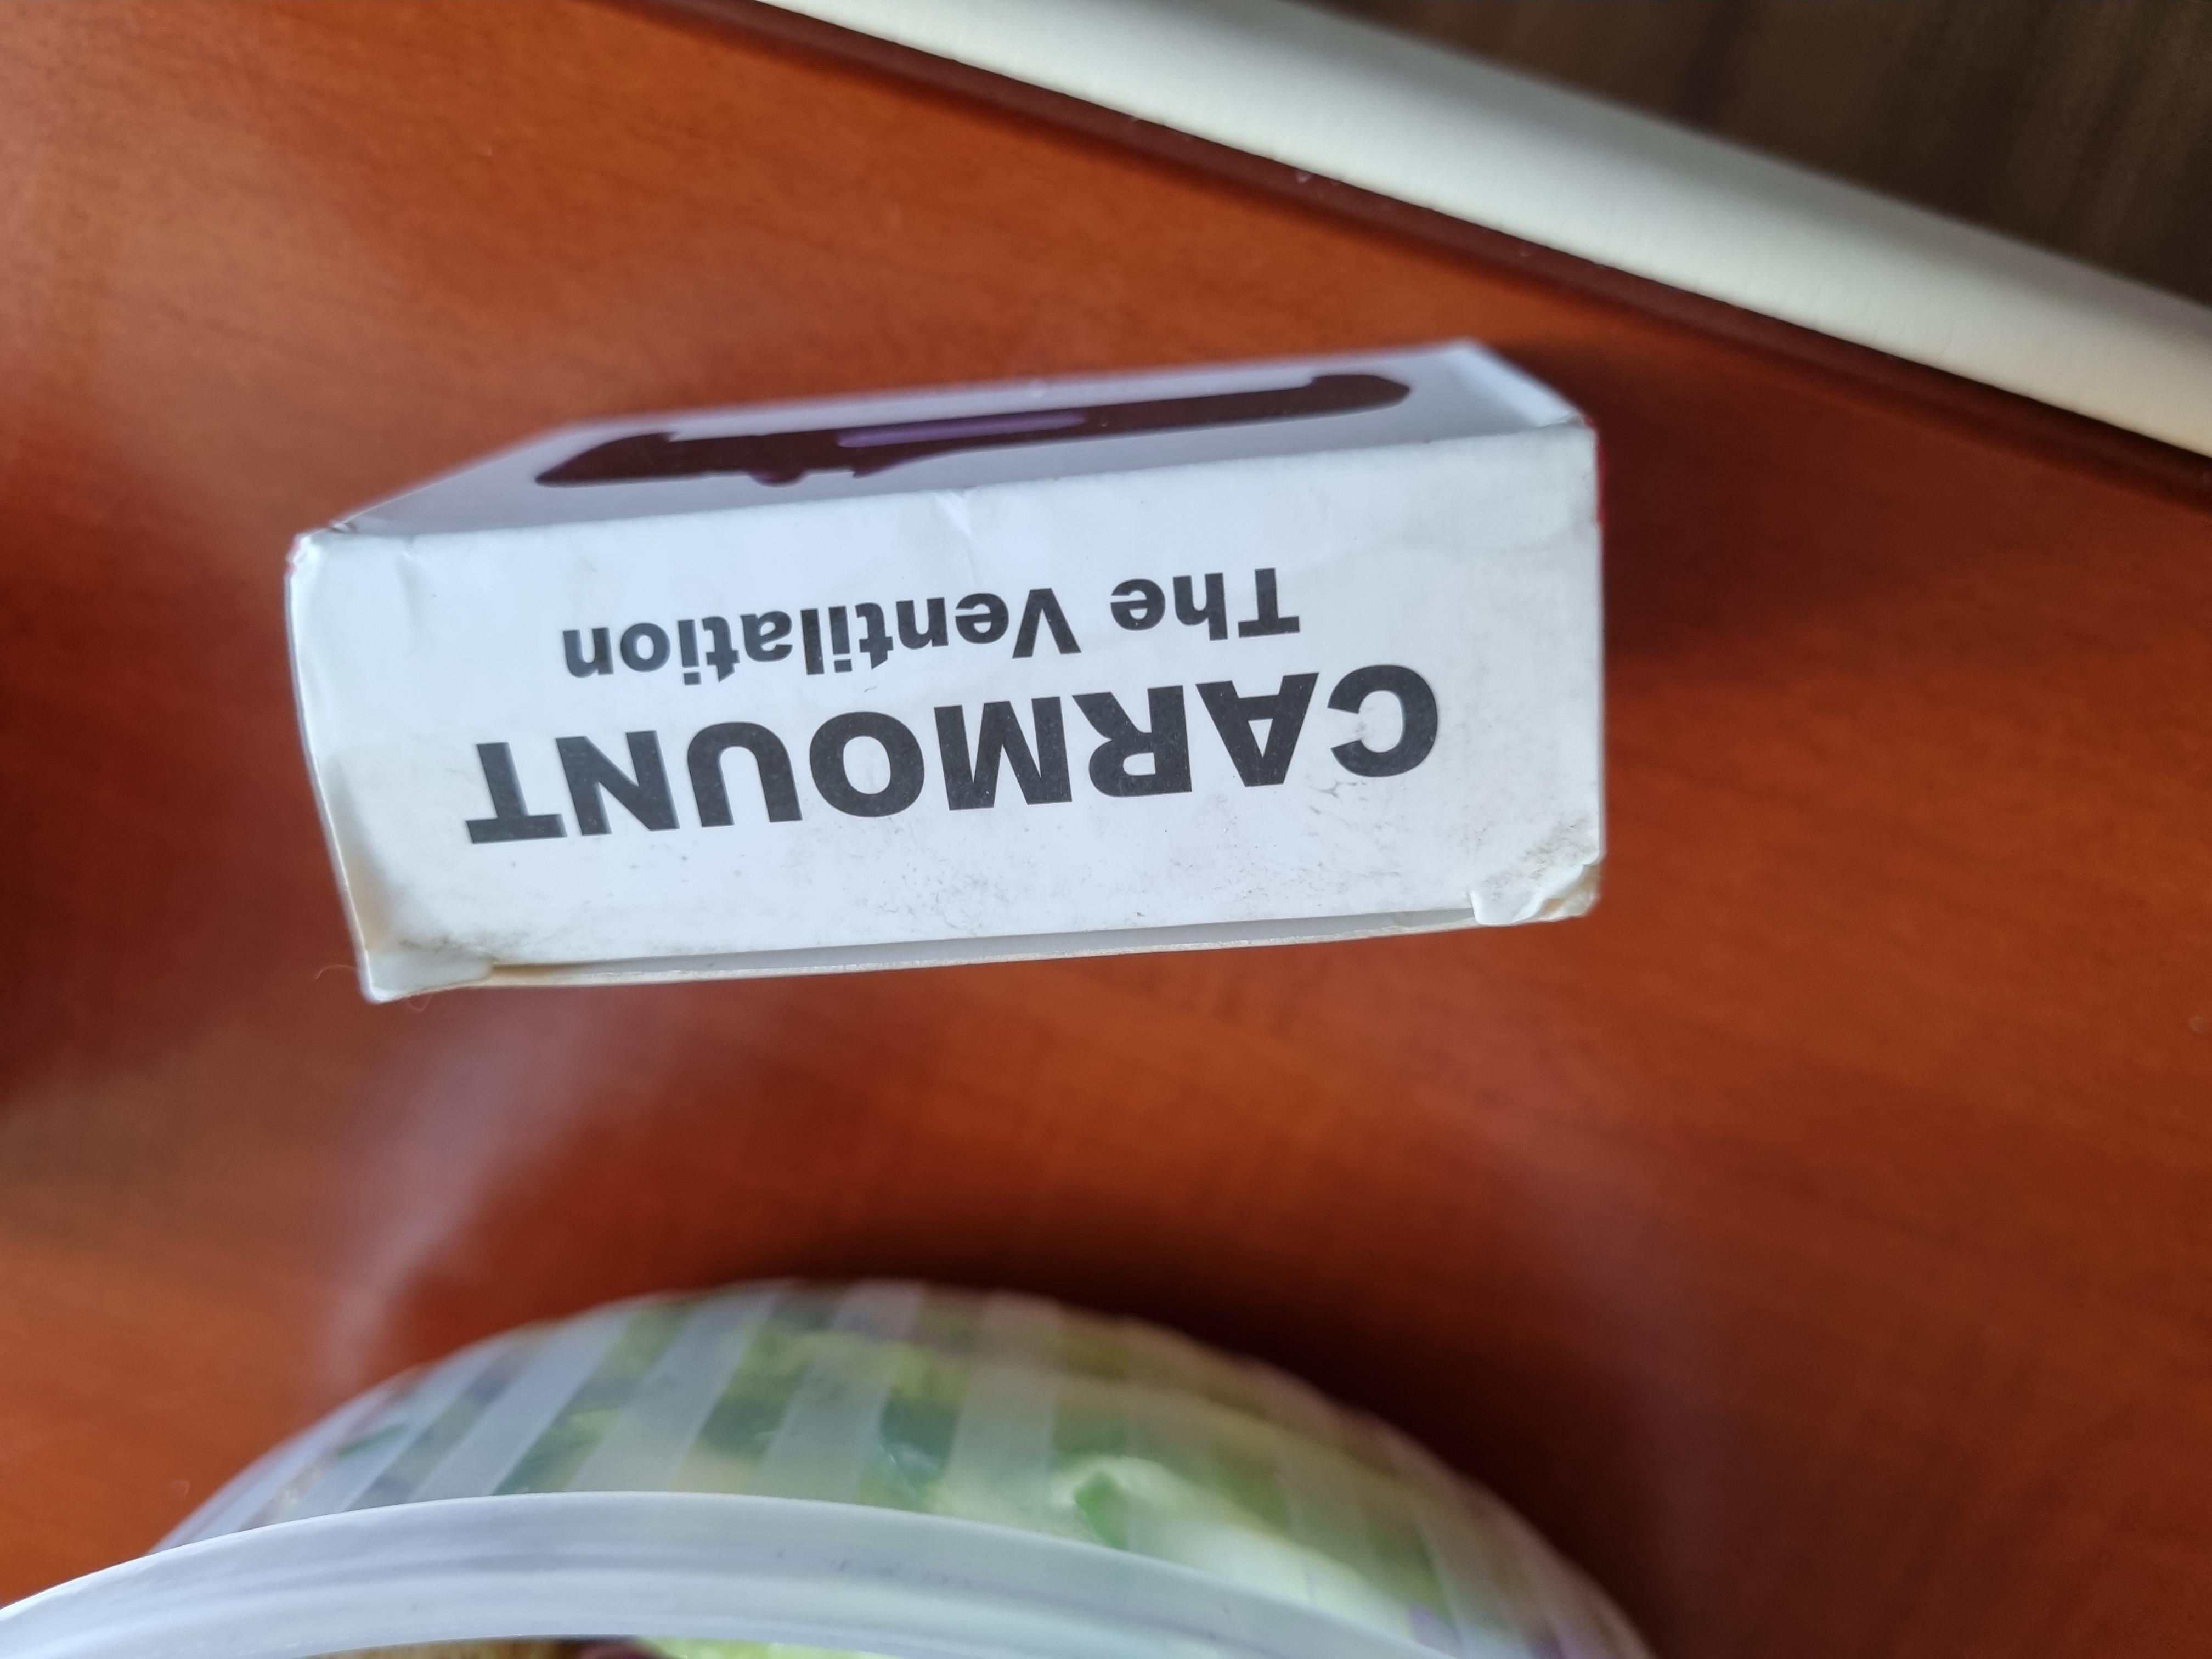 CARMOUNT
The Ventilation